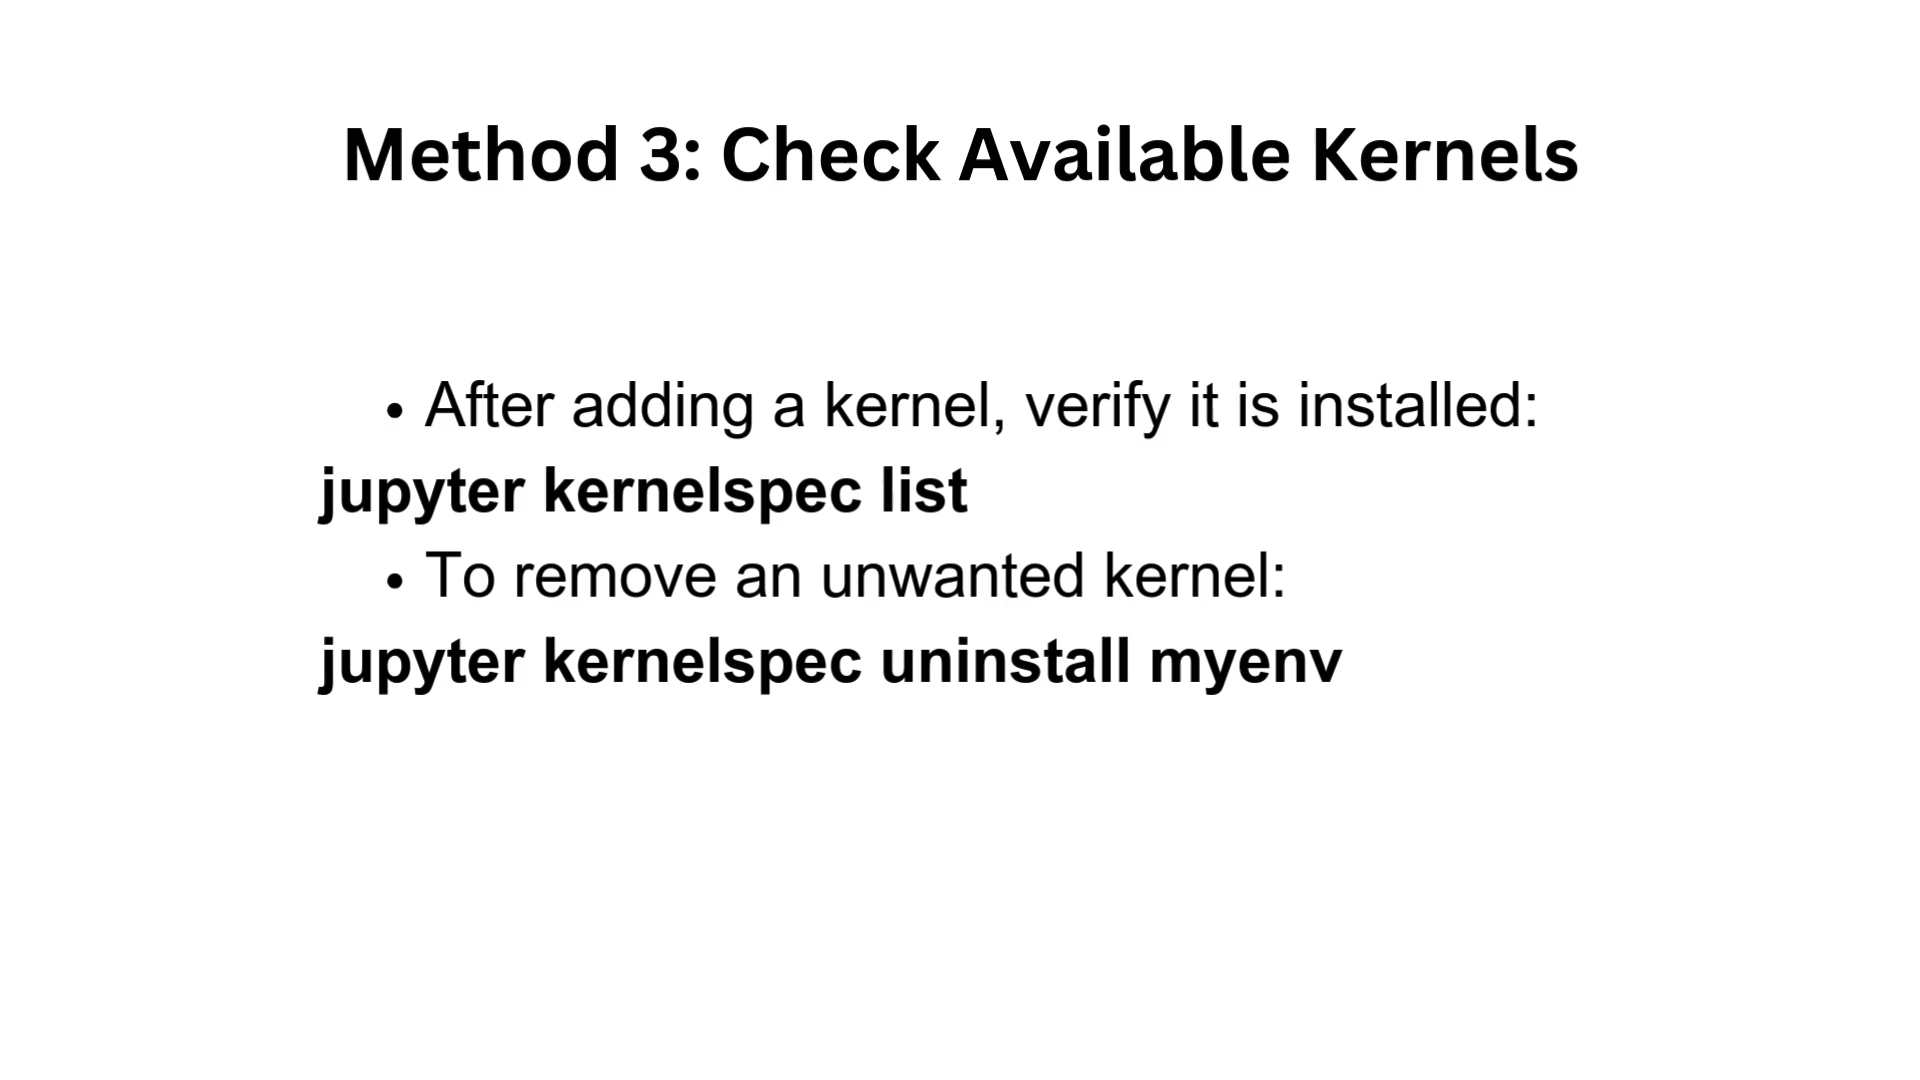 Method 3: Check Available Kernels
• After adding a kernel, verify it is installed:
jupyter kernelspec list
• To remove an unwanted kernel:
jupyter kernelspec uninstall myenv